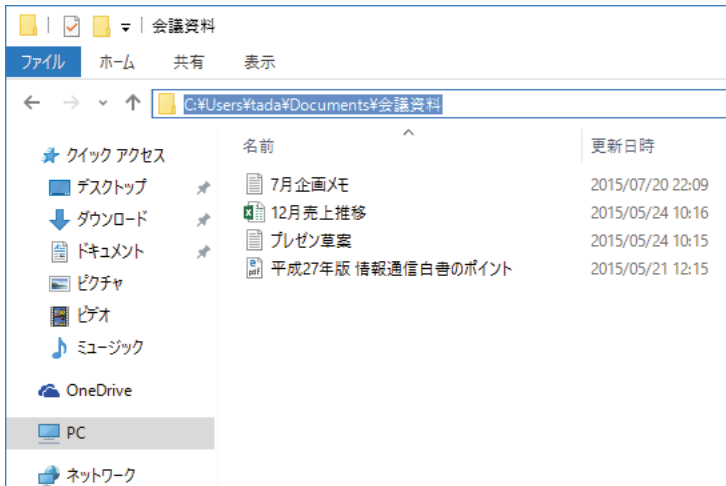 会議資料
ファイル ホーム 共有 表示
C:¥Users¥tada¥Documents¥会議資料
クイック アクセス
デスクトップ
ダウンロード
ドキュメント
ピクチャ
ビデオ
ミュージック
OneDrive
PC
ネットワーク
名前 更新日時
7月企画メモ 2015/07/20 22:09
12月売上推移 2015/05/24 10:16
プレゼン草案 2015/05/24 10:15
平成27年版 情報通信白書のポイント 2015/05/21 12:15